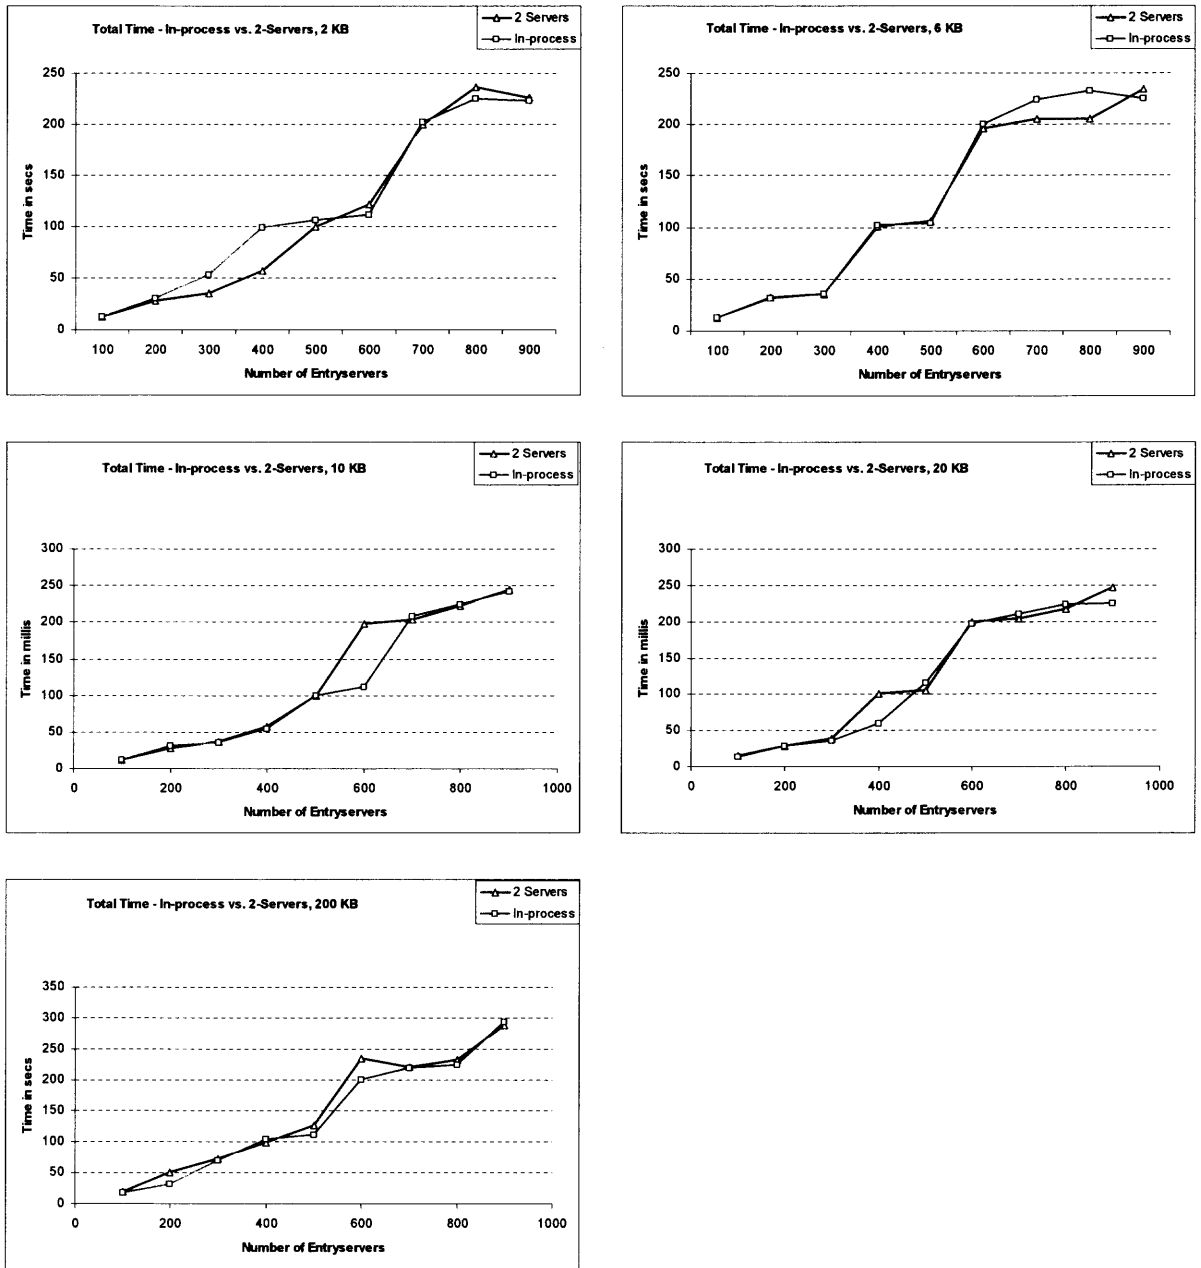 Total Time - In-process vs. 2-Servers, 2 KB
2 Servers
In-process
250
200
150
100
50
0
Time in secs
100 200 300 400 500 600 700 800 900
Number of Entryservers
Total Time - In-process vs. 2-Servers, 6 KB
2 Servers
In-process
250
200
150
100
50
0
Time in secs
100 200 300 400 500 600 700 800 900
Number of Entryservers
Total Time - In-process vs. 2-Servers, 10 KB
2 Servers
In-process
300
250
200
150
100
50
0
Time in millis
0 200 400 600 800 1000
Number of Entryservers
Total Time - In-process vs. 2-Servers, 20 KB
2 Servers
In-process
300
250
200
150
100
50
0
Time in millis
0 200 400 600 800 1000
Number of Entryservers
Total Time - In-process vs. 2-Servers, 200 KB
2 Servers
In-process
350
300
250
200
150
100
50
0
Time in secs
0 200 400 600 800 1000
Number of Entryservers